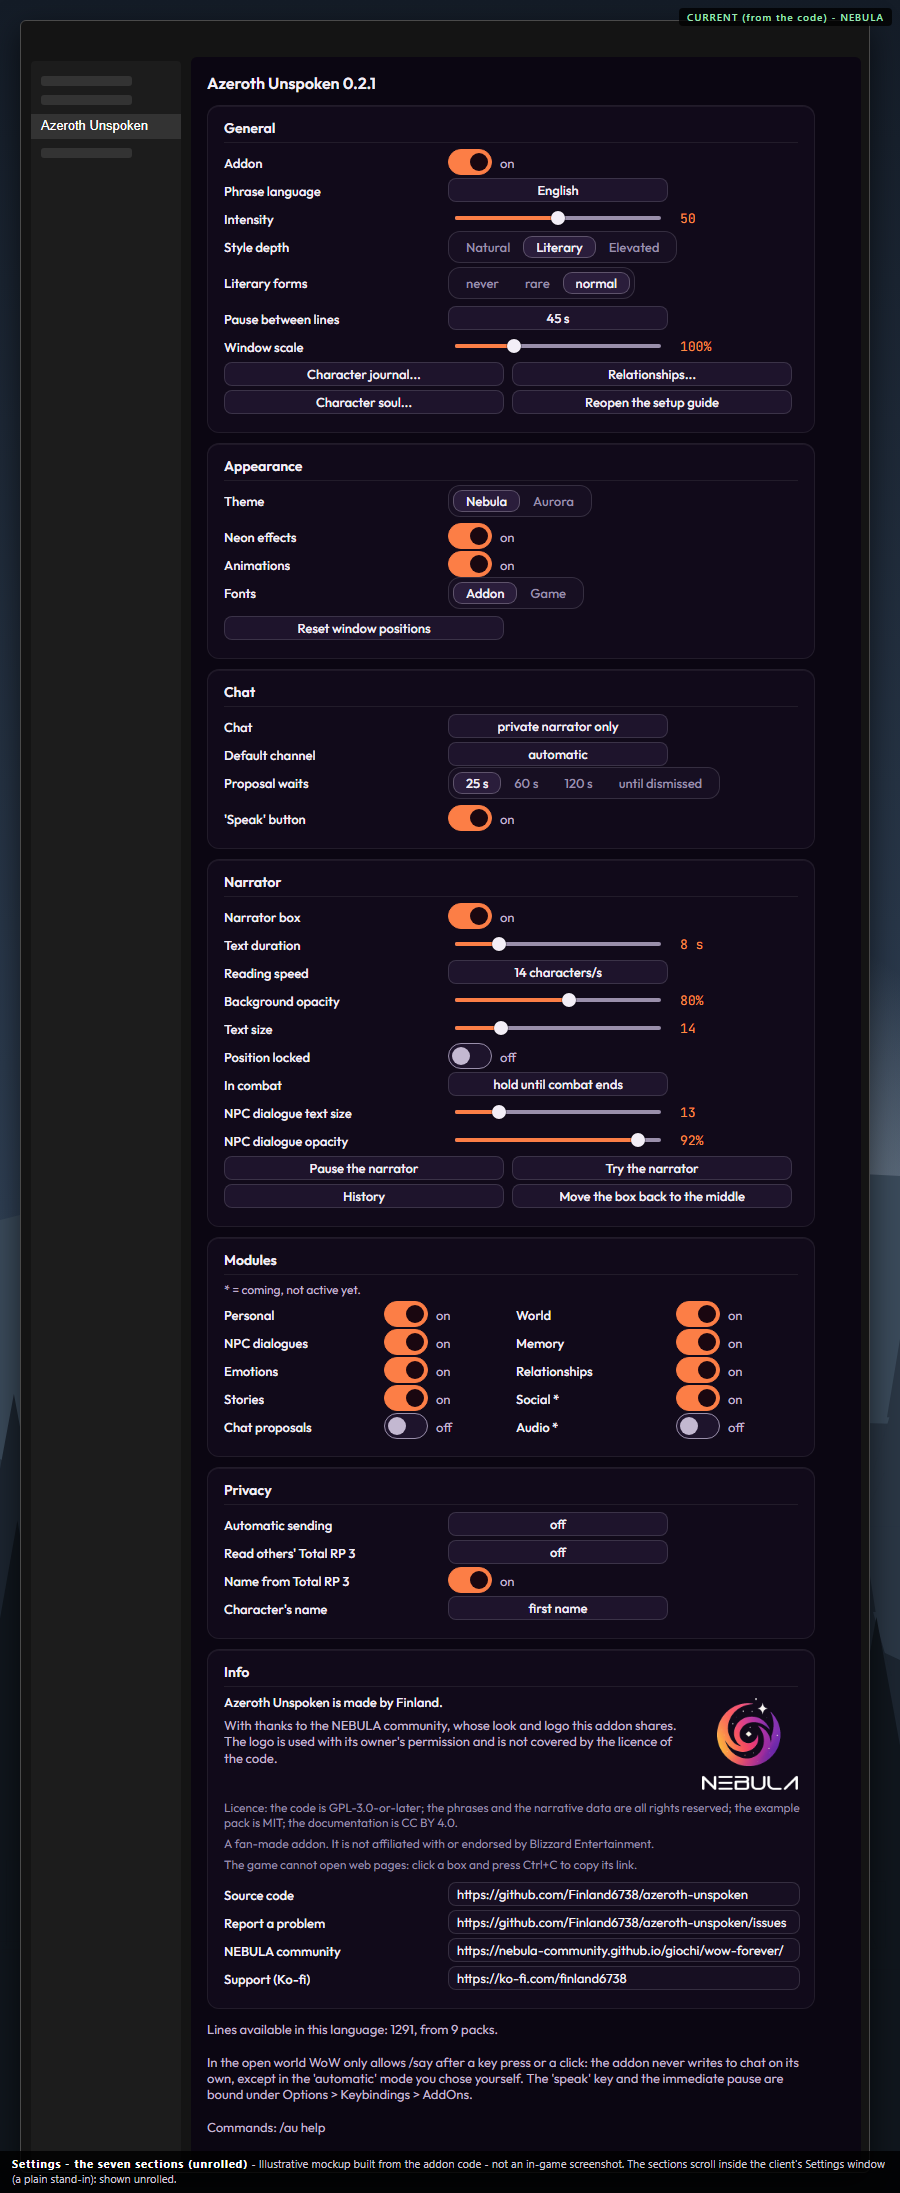 CURRENT (from the code) - NEBULA
Azeroth Unspoken 0.2.1
Azeroth Unspoken
General
Addon on
Phrase language English
Intensity 50
Style depth Natural Literary Elevated
Literary forms never rare normal
Pause between lines 45 s
Window scale 100%
Character journal... Relationships...
Character soul... Reopen the setup guide
Appearance
Theme Nebula Aurora
Neon effects on
Animations on
Fonts Addon Game
Reset window positions
Chat
Chat private narrator only
Default channel automatic
Proposal waits 25 s 60 s 120 s until dismissed
'Speak' button on
Narrator
Narrator box on
Text duration 8 s
Reading speed 14 characters/s
Background opacity 80%
Text size 14
Position locked off
In combat hold until combat ends
NPC dialogue text size 13
NPC dialogue opacity 92%
Pause the narrator Try the narrator
History Move the box back to the middle
Modules
* = coming, not active yet.
Personal on World on
NPC dialogues on Memory on
Emotions on Relationships on
Stories on Social * on
Chat proposals off Audio * off
Privacy
Automatic sending off
Read others' Total RP 3 off
Name from Total RP 3 on
Character's name first name
Info
Azeroth Unspoken is made by Finland.
With thanks to the NEBULA community, whose look and logo this addon shares.
The logo is used with its owner's permission and is not covered by the licence of
the code.
NEBULA
Licence: the code is GPL-3.0-or-later; the phrases and the narrative data are all rights reserved; the example
pack is MIT; the documentation is CC BY 4.0.
A fan-made addon. It is not affiliated with or endorsed by Blizzard Entertainment.
The game cannot open web pages: click a box and press Ctrl+C to copy its link.
Source code https://github.com/Finland6738/azeroth-unspoken
Report a problem https://github.com/Finland6738/azeroth-unspoken/issues
NEBULA community https://nebula-community.github.io/giochi/wow-forever/
Support (Ko-fi) https://ko-fi.com/finland6738
Lines available in this language: 1291, from 9 packs.
In the open world WoW only allows /say after a key press or a click: the addon never writes to chat on its
own, except in the 'automatic' mode you chose yourself. The 'speak' key and the immediate pause are
bound under Options > Keybindings > AddOns.
Commands: /au help
Settings - the seven sections (unrolled) - Illustrative mockup built from the addon code - not an in-game screenshot. The sections scroll inside the client's Settings window
(a plain stand-in): shown unrolled.